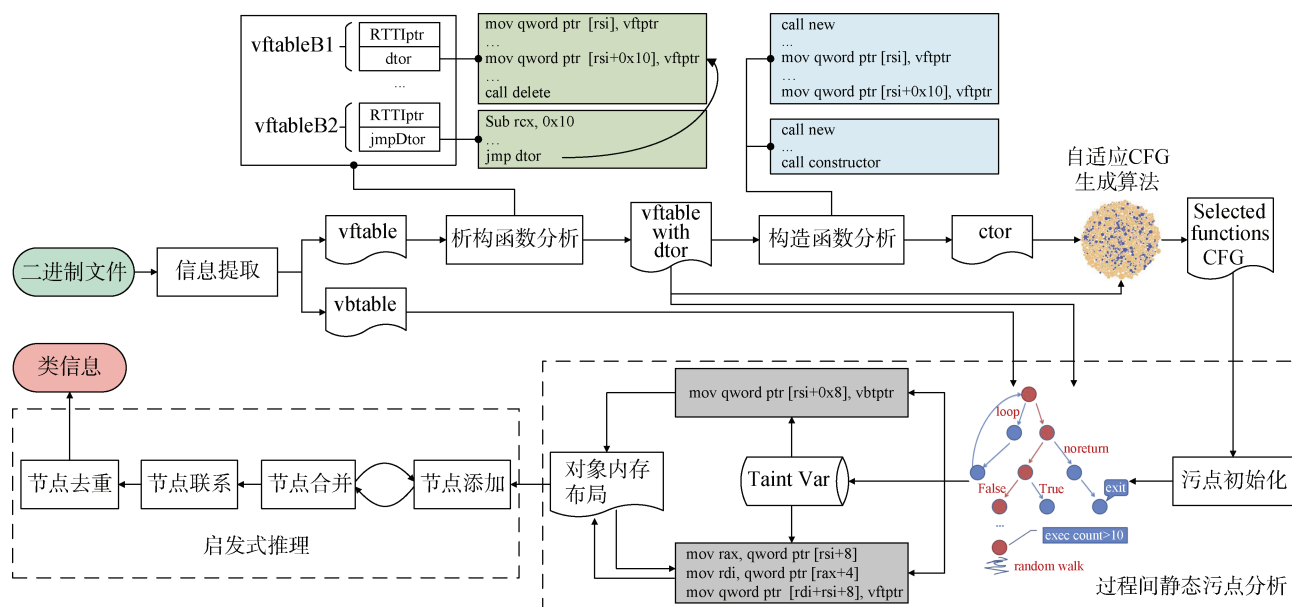 vftableB1
RTTIptr
dtor
...
vftableB2
RTTIptr
jmpDtor
mov qword ptr [rsi], vftptr
...
mov qword ptr [rsi+0x10], vftptr
...
call delete
Sub rcx, 0x10
...
jmp dtor
call new
...
mov qword ptr [rsi], vftptr
...
mov qword ptr [rsi+0x10], vftptr
call new
...
call constructor
自适应CFG
生成算法
二进制文件
信息提取
vftable
vbtable
析构函数分析
vftable
with
dtor
构造函数分析
ctor
Selected
functions
CFG
类信息
节点去重
节点联系
节点合并
节点添加
启发式推理
对象内存
布局
mov qword ptr [rsi+0x8], vbtptr
Taint Var
mov rax, qword ptr [rsi+8]
mov rdi, qword ptr [rax+4]
mov qword ptr [rdi+rsi+8], vftptr
loop
noreturn
False
True
exit
...
exec count>10
random walk
污点初始化
过程间静态污点分析